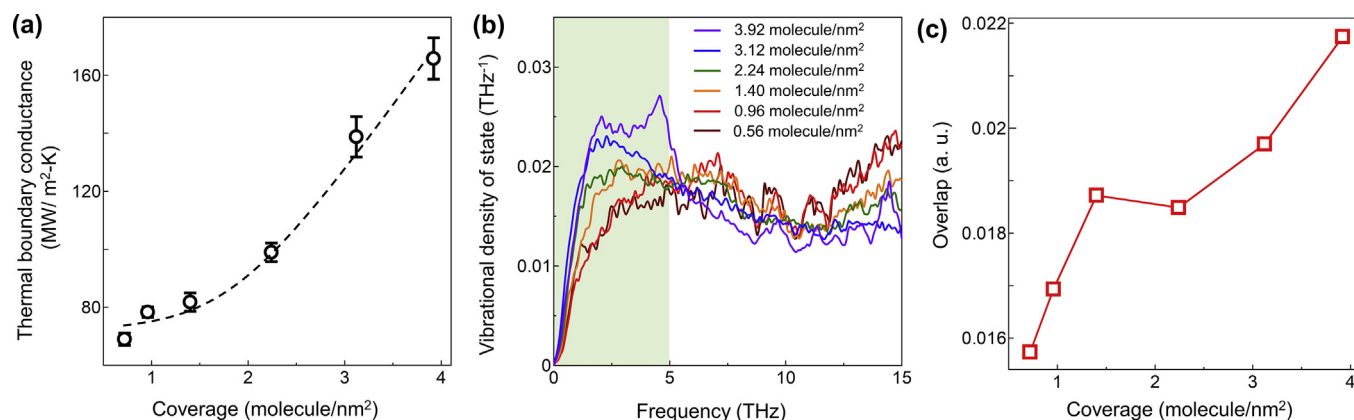 (a)
Thermal boundary conductance
(MW/ m²-K)
160
120
80
1
2
3
4
Coverage (molecule/nm²)
(b)
Vibrational density of state (THz⁻¹)
0.03
0.02
0.01
0
3.92 molecule/nm²
3.12 molecule/nm²
2.24 molecule/nm²
1.40 molecule/nm²
0.96 molecule/nm²
0.56 molecule/nm²
0
5
10
15
Frequency (THz)
(c)
Overlap (a. u.)
0.022
0.02
0.018
0.016
1
2
3
4
Coverage (molecule/nm²)